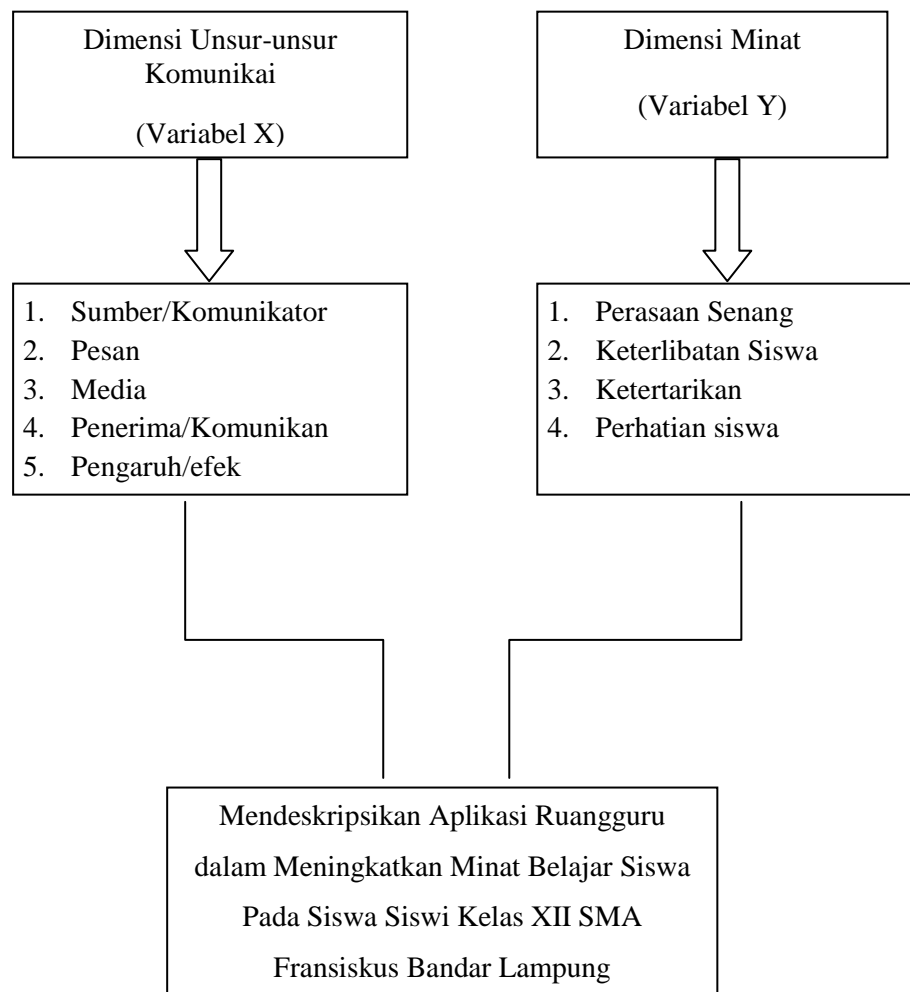 Dimensi Unsur-unsur
Komunikai
(Variabel X)
Dimensi Minat
(Variabel Y)
1. Sumber/Komunikator
2. Pesan
3. Media
4. Penerima/Komunikan
5. Pengaruh/efek
1. Perasaan Senang
2. Keterlibatan Siswa
3. Ketertarikan
4. Perhatian siswa
Mendeskripsikan Aplikasi Ruangguru
dalam Meningkatkan Minat Belajar Siswa
Pada Siswa Siswi Kelas XII SMA
Fransiskus Bandar Lampung